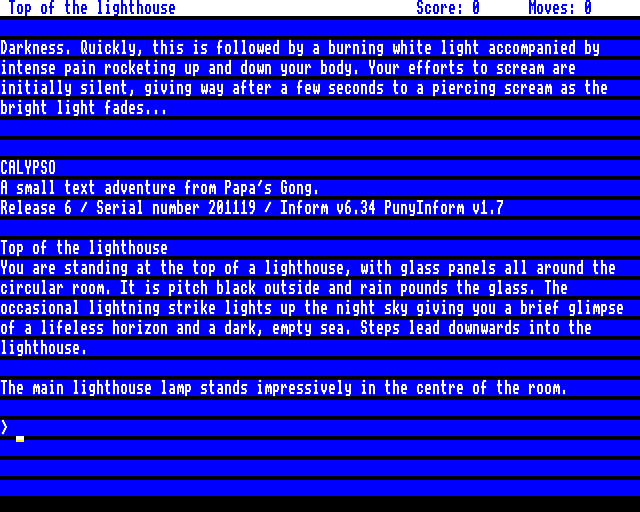 Top of the lighthouse Score: 0 Moves: 0
Darkness. Quickly, this is followed by a burning white light accompanied by
intense pain rocketing up and down your body. Your efforts to scream are
initially silent, giving way after a few seconds to a piercing scream as the
bright light fades...
CALYPSO
A small text adventure from Papa's Gong.
Release 6 / Serial number 201119 / Inform v6.34 PunyInform v1.7
Top of the lighthouse
You are standing at the top of a lighthouse, with glass panels all around the
circular room. It is pitch black outside and rain pounds the glass. The
occasional lightning strike lights up the night sky giving you a brief glimpse
of a lifeless horizon and a dark, empty sea. Steps lead downwards into the
lighthouse.
The main lighthouse lamp stands impressively in the centre of the room.
>